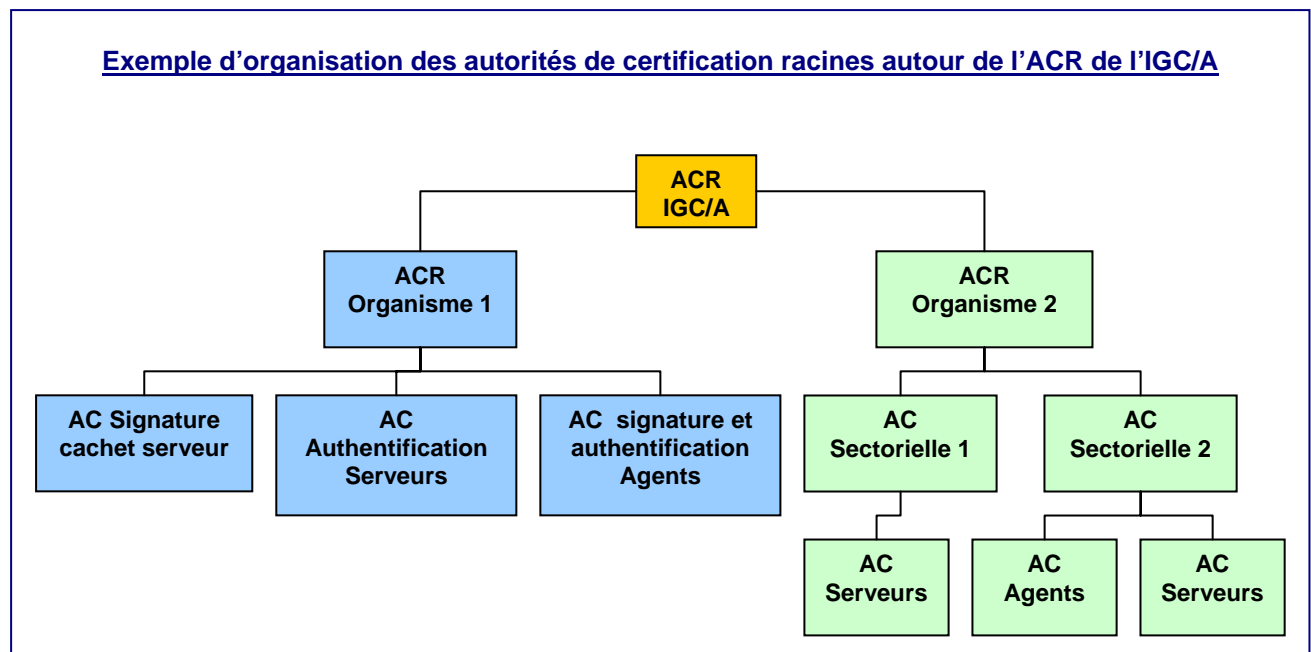 Exemple d'organisation des autorités de certification racines autour de l'ACR de l'IGC/A
ACR
IGC/A
ACR
Organisme 1
ACR
Organisme 2
AC Signature
cachet serveur
AC
Authentification
Serveurs
AC signature et
authentification
Agents
AC
Sectorielle 1
AC
Sectorielle 2
AC
Serveurs
AC
Agents
AC
Serveurs